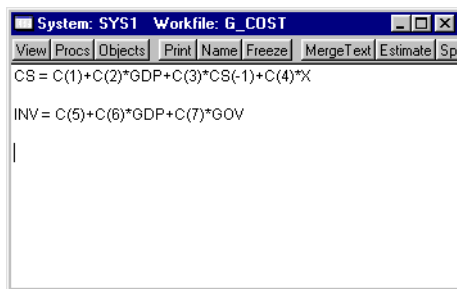 System: SYS1 Workfile: G_COST
View Procs Objects Print Name Freeze MergeText Estimate Sp
CS = C(1)+C(2)*GDP+C(3)*CS(-1)+C(4)*X
INV = C(5)+C(6)*GDP+C(7)*GOV